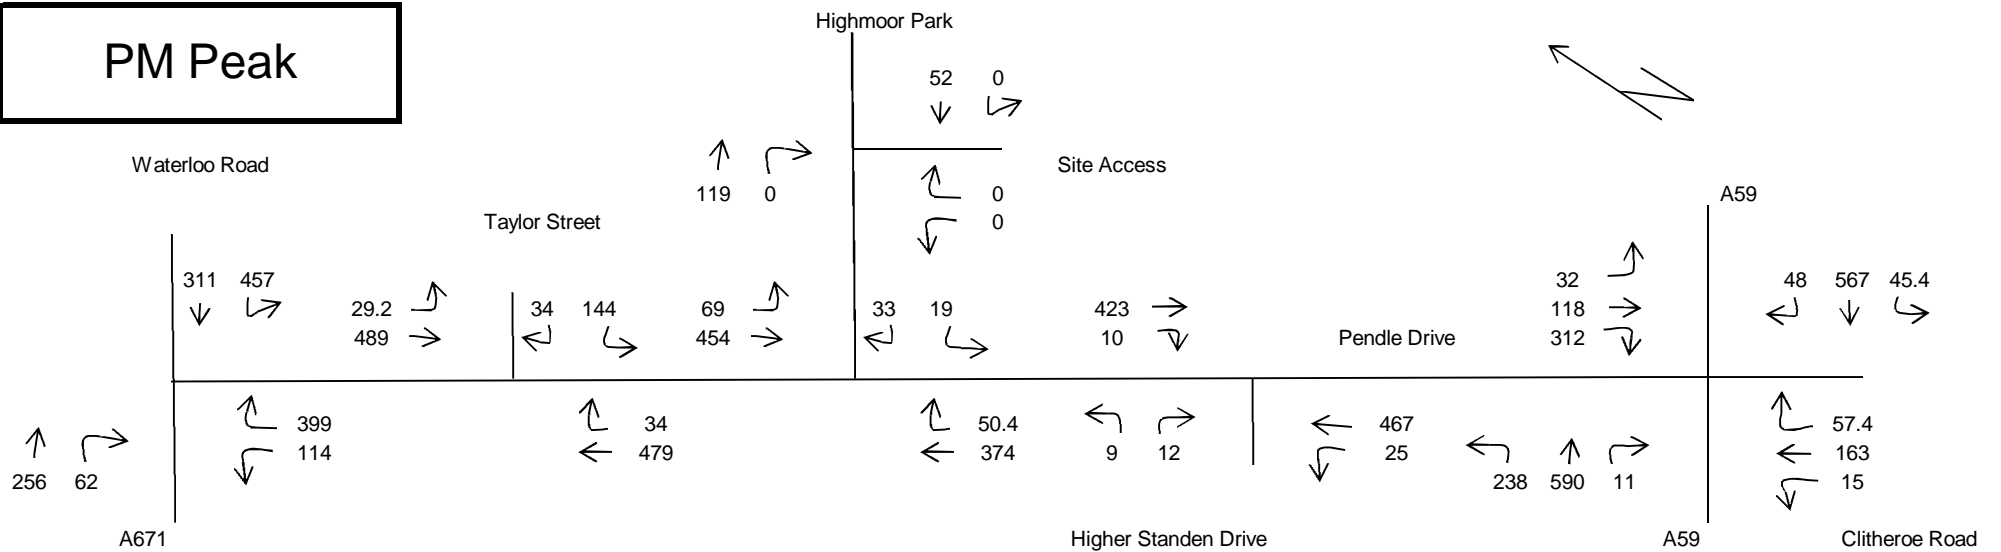 Highmoor Park
PM Peak
52 0
Waterloo Road
Site Access
119 0
0
A59
Taylor Street
0
311 457
32
48 567 45.4
29.2
34 144
69
33 19
423
118
489
454
10
Pendle Drive
312
399
34
50.4
467
57.4
114
479
374
9 12
25
163
256 62
238 590 11
15
A671
Higher Standen Drive
A59
Clitheroe Road